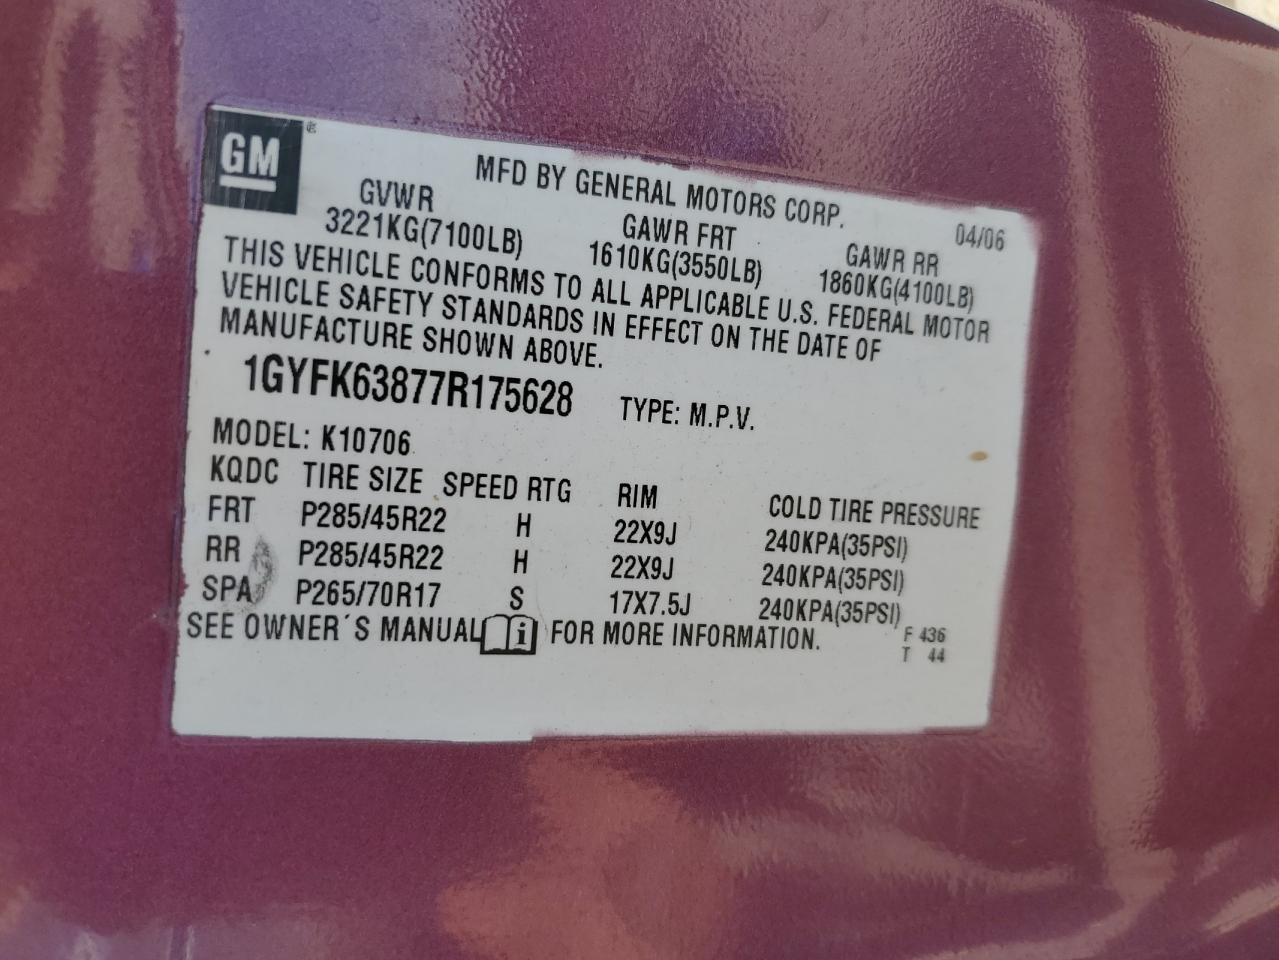 GM ®
MFD BY GENERAL MOTORS CORP.
04/06
GVWR GAWR FRT GAWR RR
3221KG(7100LB) 1610KG(3550LB) 1860KG(4100LB)
THIS VEHICLE CONFORMS TO ALL APPLICABLE U.S. FEDERAL MOTOR
VEHICLE SAFETY STANDARDS IN EFFECT ON THE DATE OF
MANUFACTURE SHOWN ABOVE.
1GYFK63877R175628 TYPE: M.P.V.
MODEL: K10706
KQDC TIRE SIZE SPEED RTG RIM COLD TIRE PRESSURE
FRT P285/45R22 H 22X9J 240KPA(35PSI)
RR P285/45R22 H 22X9J 240KPA(35PSI)
SPA P265/70R17 S 17X7.5J 240KPA(35PSI)
SEE OWNER´S MANUAL i FOR MORE INFORMATION.
F 436
T 44